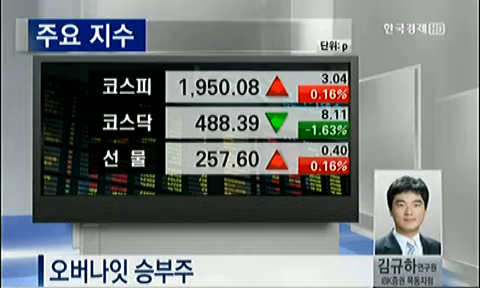 주요 지수
한국경제HD
단위: p
코스피 1,950.08 ▲ 3.04
0.16%
코스닥 488.39 ▼ 8.11
-1.63%
선 물 257.60 ▲ 0.40
0.16%
김규하연구원
IBK증권 목동지점
오버나잇 승부주